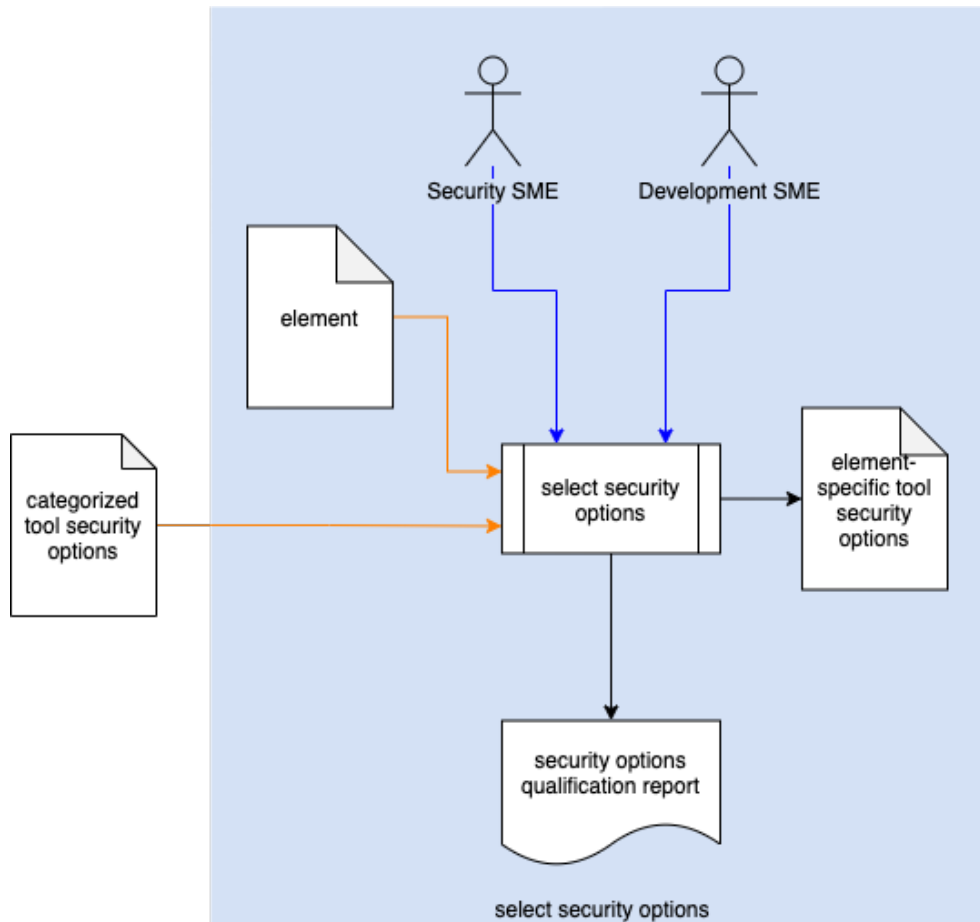 Security SME
Development SME
element
categorized
tool security
options
select security
options
element-
specific tool
security
options
security options
qualification report
select security options